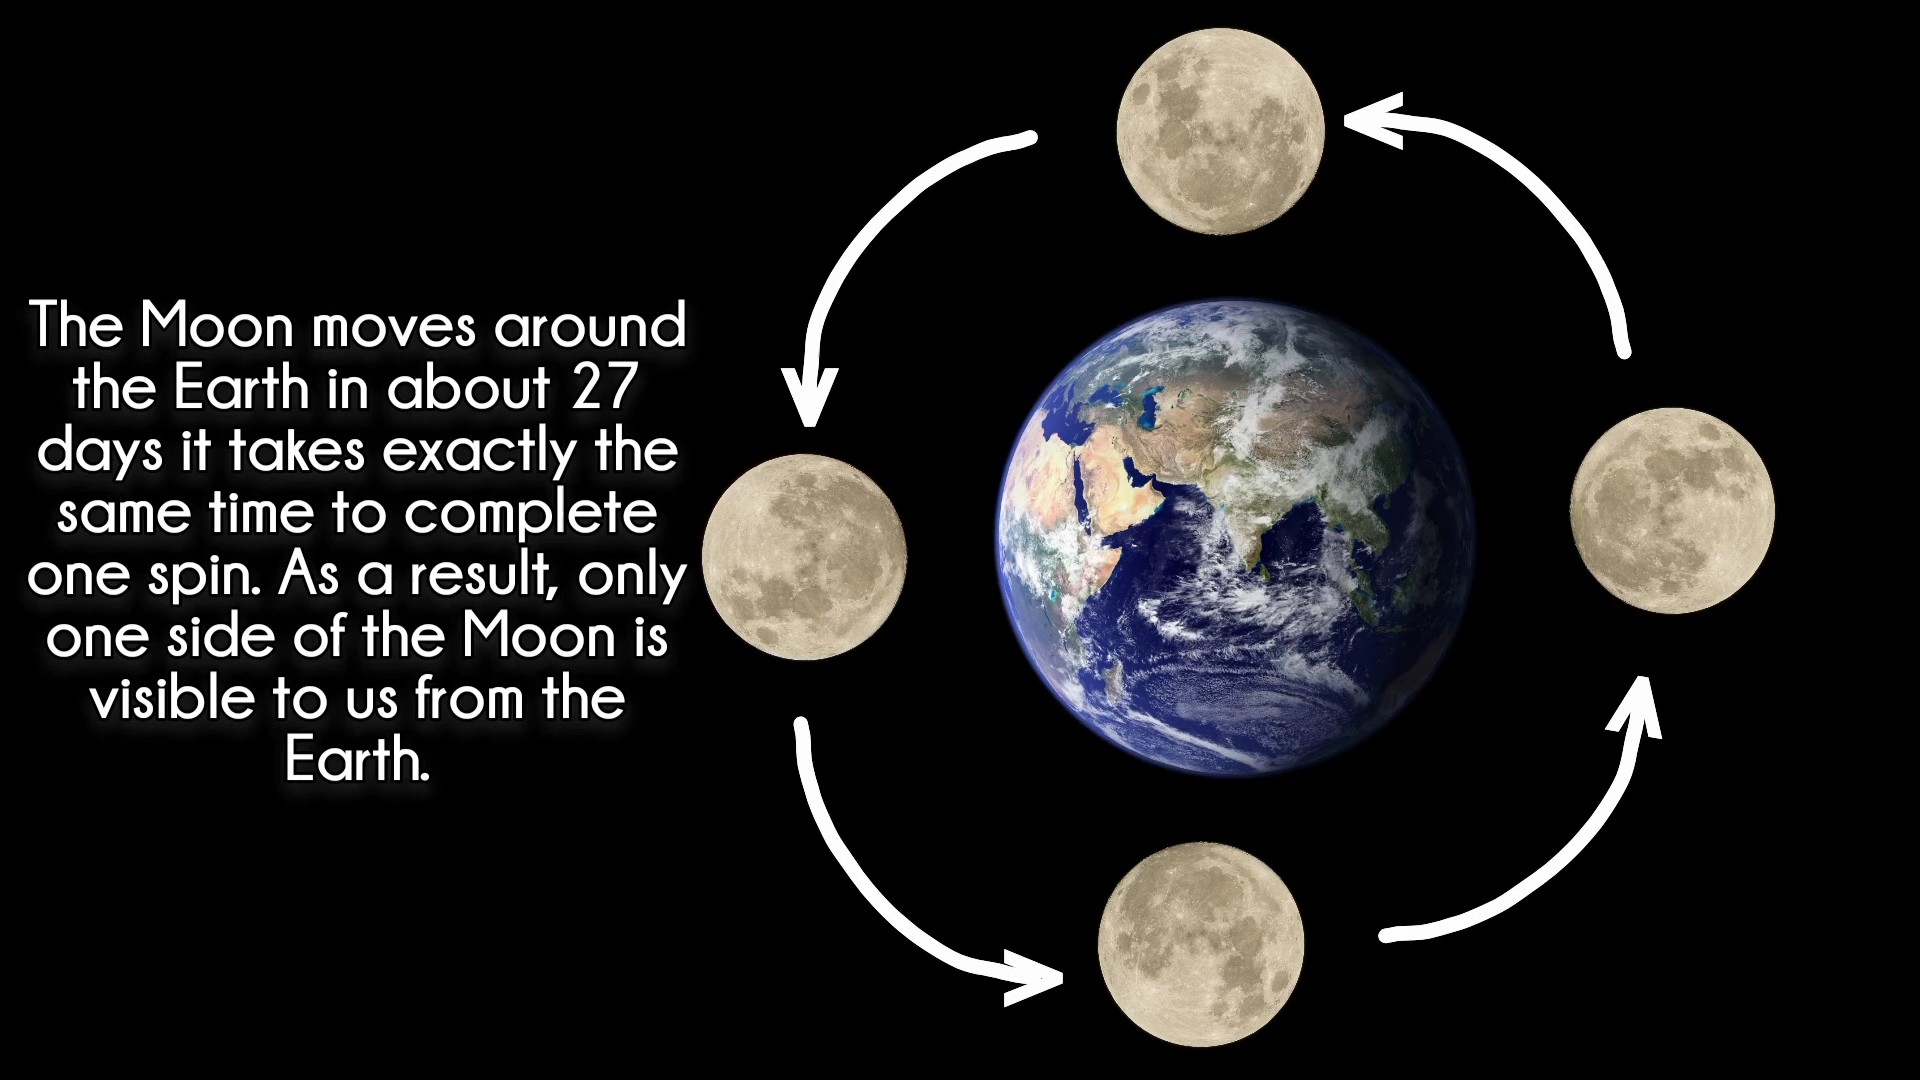 The Moon moves around
the Earth in about 27
days it takes exactly the
same time to complete
one spin. As a result, only
one side of the Moon is
visible to us from the
Earth.